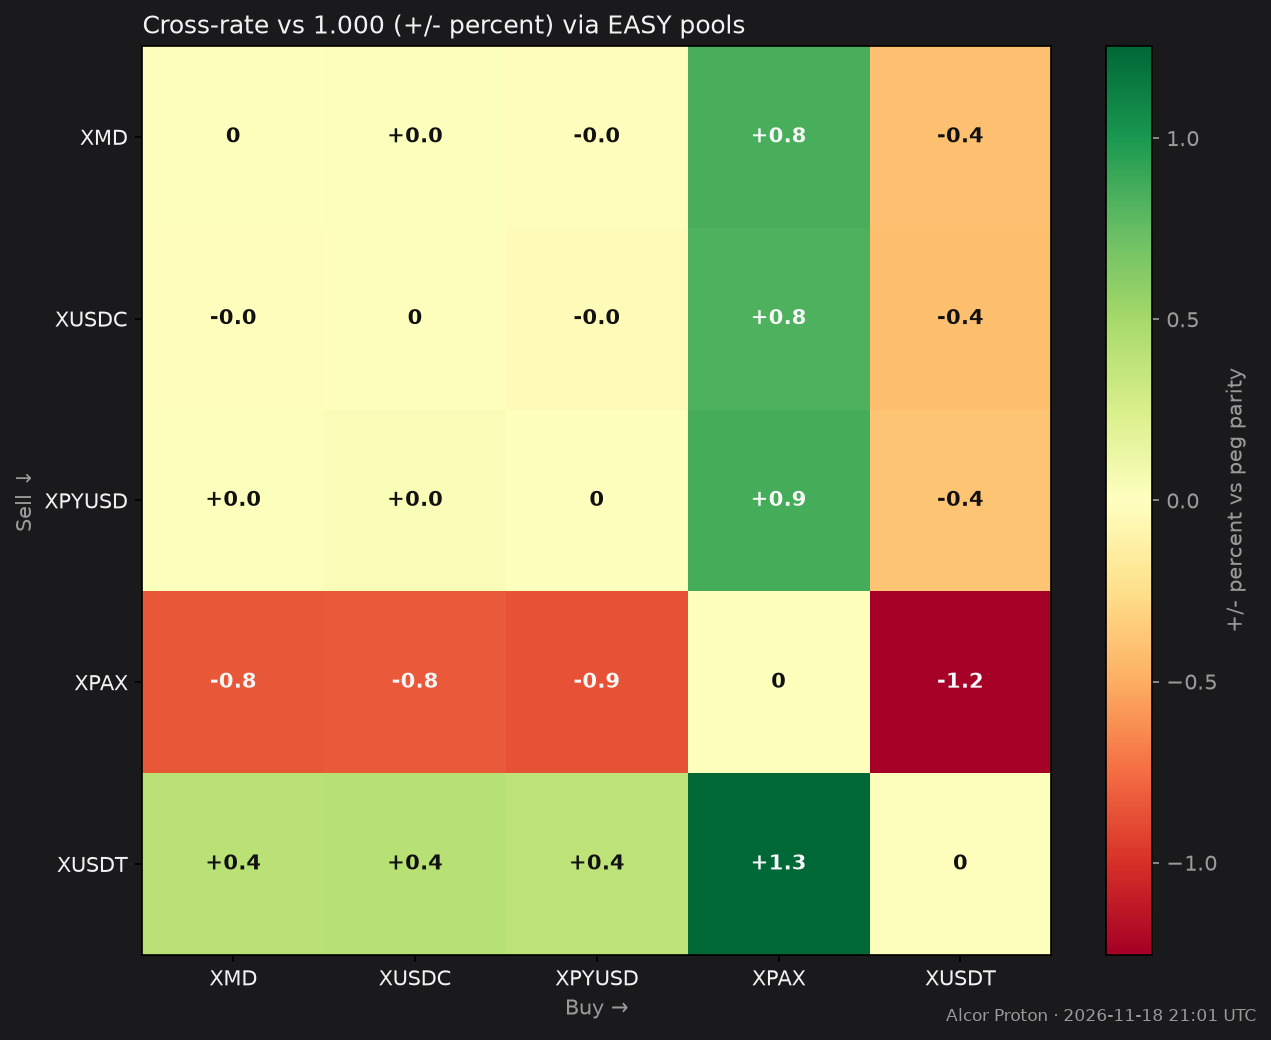 Cross-rate vs 1.000 (+/- percent) via EASY pools
XMD 0 +0.0 -0.0 +0.8 -0.4
XUSDC -0.0 0 -0.0 +0.8 -0.4
XPYUSD +0.0 +0.0 0 +0.9 -0.4
XPAX -0.8 -0.8 -0.9 0 -1.2
XUSDT +0.4 +0.4 +0.4 +1.3 0
XMD XUSDC XPYUSD XPAX XUSDT
Sell ↓
Buy →
1.0
0.5
0.0
−0.5
−1.0
+/- percent vs peg parity
Alcor Proton · 2026-11-18 21:01 UTC